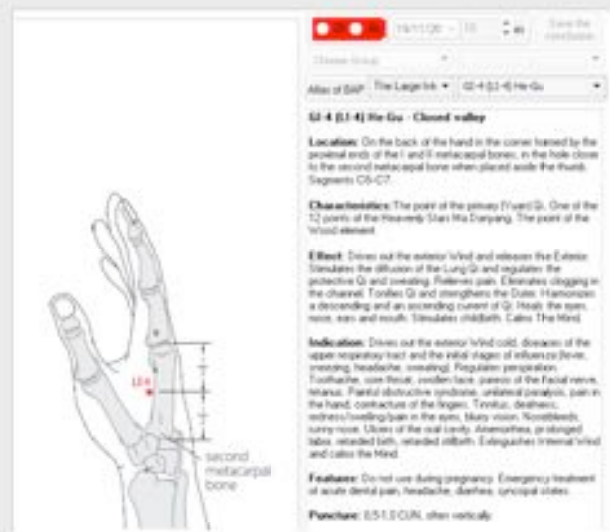 Choose Group
Atlas of BAP The Large Int GI-4 (LI-4) He-Gu
GI-4 (LI-4) He-Gu - Closed valley
Location: On the back of the hand in the corner formed by the
proximal ends of the I and II metacarpal bones, in the hole closer
to the second metacarpal bone when placed aside the thumb.
Segments C6-C7.
Characteristics: The point of the primary (Yuan) Qi. One of the
12 points of the Heavenly Stars Ma Danyang. The point of the
Wood element
Effect: Drives out the exterior Wind and releases the Exterior.
Stimulates the diffusion of the Lung Qi and regulates the
protective Qi and sweating. Relieves pain. Eliminates clogging in
the channel. Tonifies Qi and strengthens the Outer. Harmonizes
a descending and an ascending current of Qi. Heals the eyes,
nose, ears and mouth. Stimulates childbirth. Calms The Mind.
Indication: Drives out the exterior Wind cold, diseases of the
upper respiratory tract and the initial stages of influenza (fever,
sneezing, headache, sweating). Regulates perspiration.
Toothache, sore throat, swollen face, paresis of the facial nerve,
tetanus. Painful obstructive syndrome, unilateral paralysis, pain in
the hand, contracture of the fingers. Tinnitus, deafness,
redness/swelling/pain in the eyes, blurry vision. Nosebleeds,
runny nose. Ulcers of the oral cavity. Amenorrhea, prolonged
labor, retarded birth, retarded stillbirth. Extinguishes Internal Wind
and calms the Mind.
Features: Do not use during pregnancy. Emergency treatment
of acute dental pain, headache, diarrhea, syncopal states.
Puncture: 0,5-1,0 CUN, often vertically.
LI4
second
metacarpal
bone